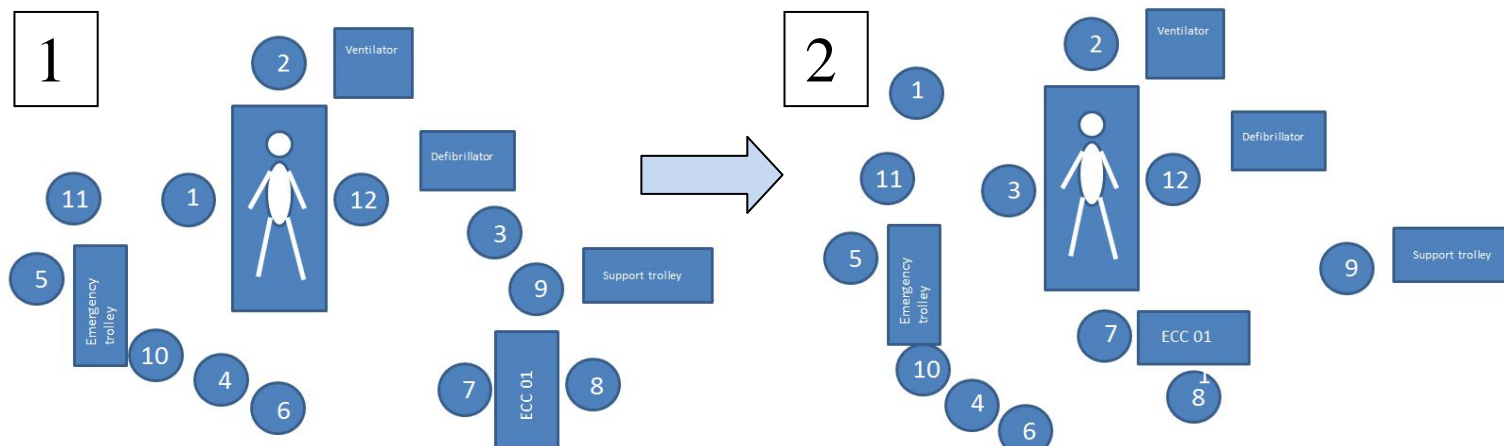 1
2
Ventilator
Defibrillator
11
1
12
3
5
Emergency
trolley
9
Support trolley
10
4
6
7
ECC 01
8
2
2
Ventilator
1
Defibrillator
11
3
12
5
Emergency
trolley
9
Support trolley
7
ECC 01
10
1
8
4
6